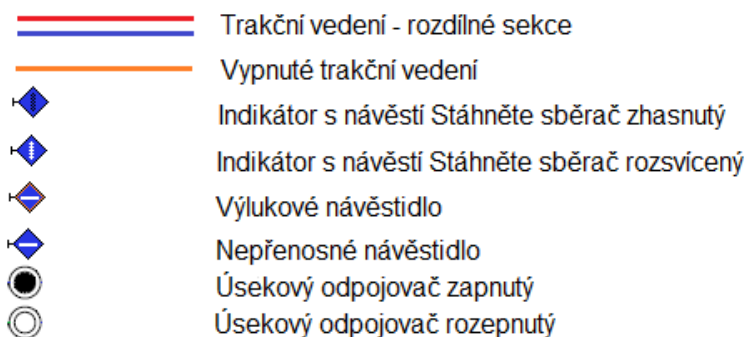 Trakční vedení - rozdílné sekce
Vypnuté trakční vedení
Indikátor s návěstí Stáhněte sběrač zhasnutý
Indikátor s návěstí Stáhněte sběrač rozsvícený
Výlukové návěstidlo
Nepřenosné návěstidlo
Úsekový odpojovač zapnutý
Úsekový odpojovač rozepnutý